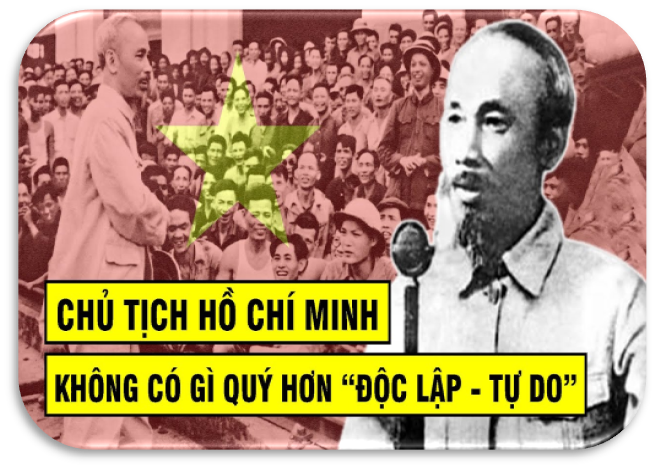 CHỦ TỊCH HỒ CHÍ MINH
KHÔNG CÓ GÌ QUÝ HƠN “ĐỘC LẬP - TỰ DO”